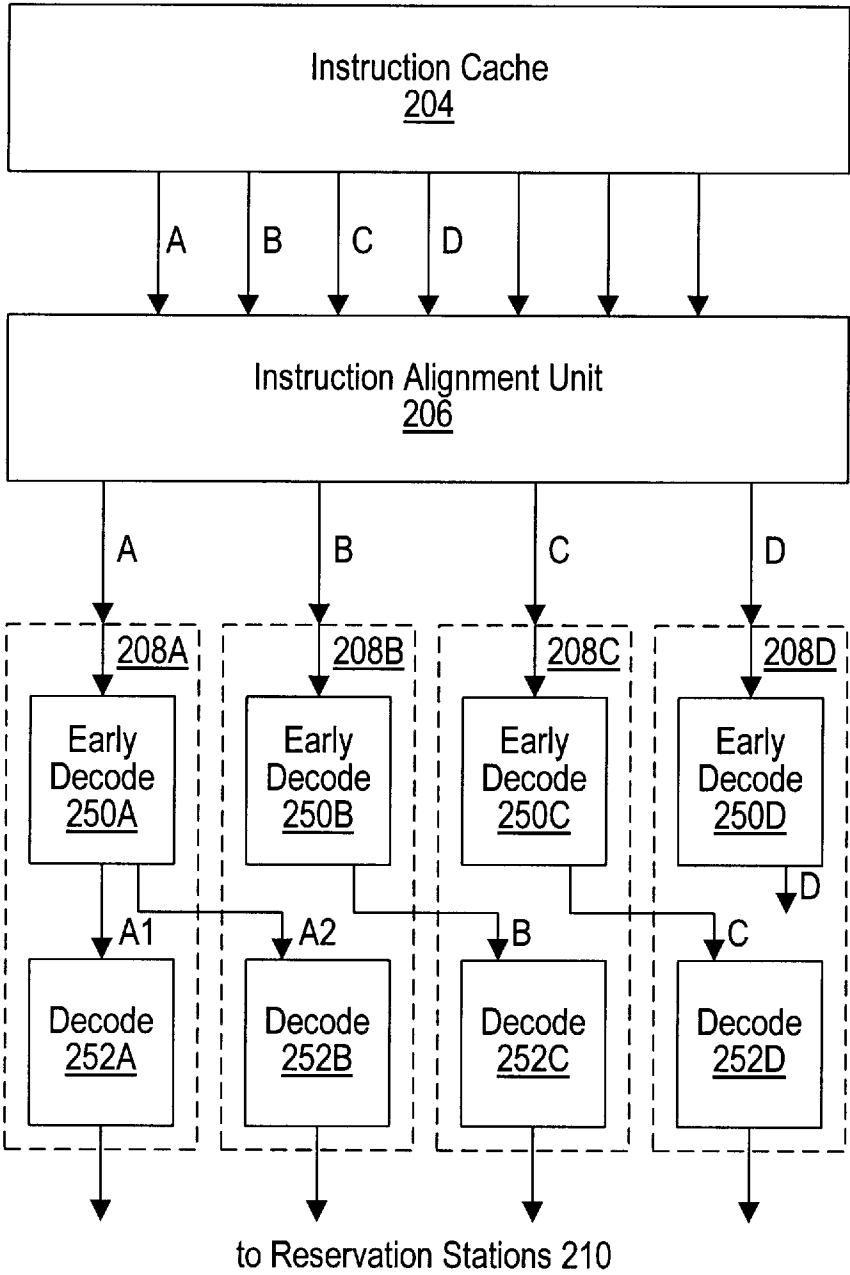 Instruction Cache
204
A B C D
Instruction Alignment Unit
206
A B C D
208A 208B 208C 208D
Early Decode 250A
Early Decode 250B
Early Decode 250C
Early Decode 250D
A1 A2 B C D
Decode 252A
Decode 252B
Decode 252C
Decode 252D
to Reservation Stations 210